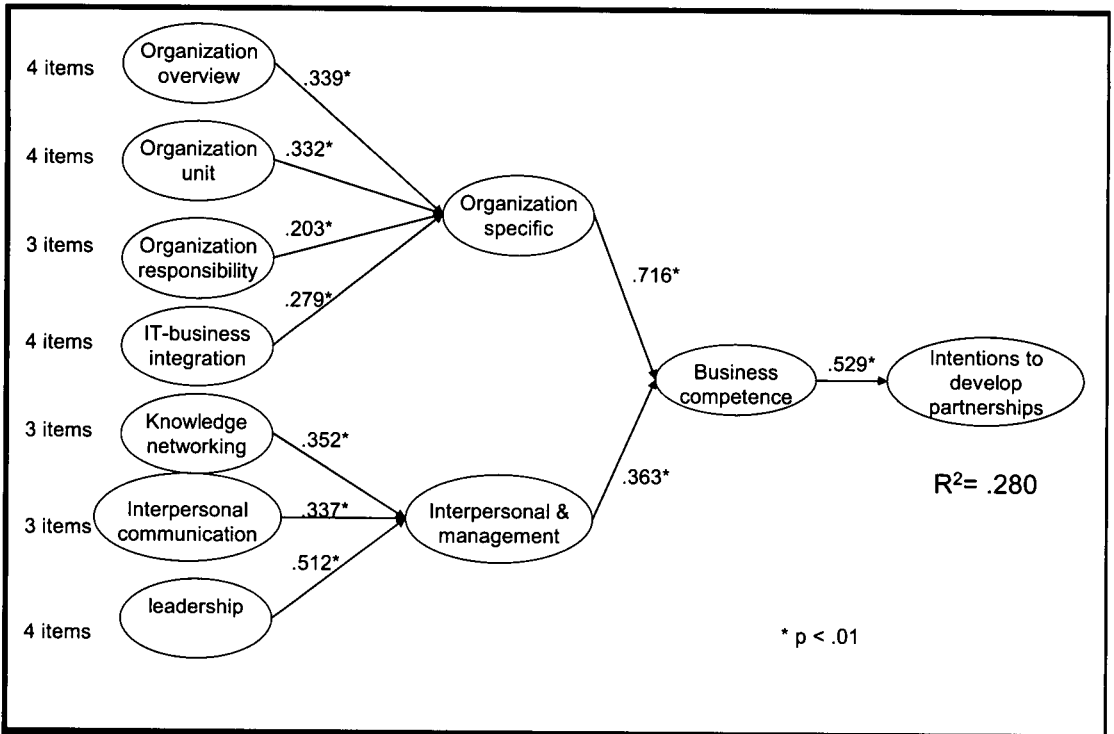 4 items
Organization
overview
.339*
4 items
Organization
unit
.332*
3 items
Organization
responsibility
.203*
4 items
IT-business
integration
.279*
Organization
specific
.716*
3 items
Knowledge
networking
.352*
3 items
Interpersonal
communication
.337*
4 items
leadership
.512*
Interpersonal &
management
.363*
Business
competence
.529*
Intentions to
develop
partnerships
R²= .280
* p < .01